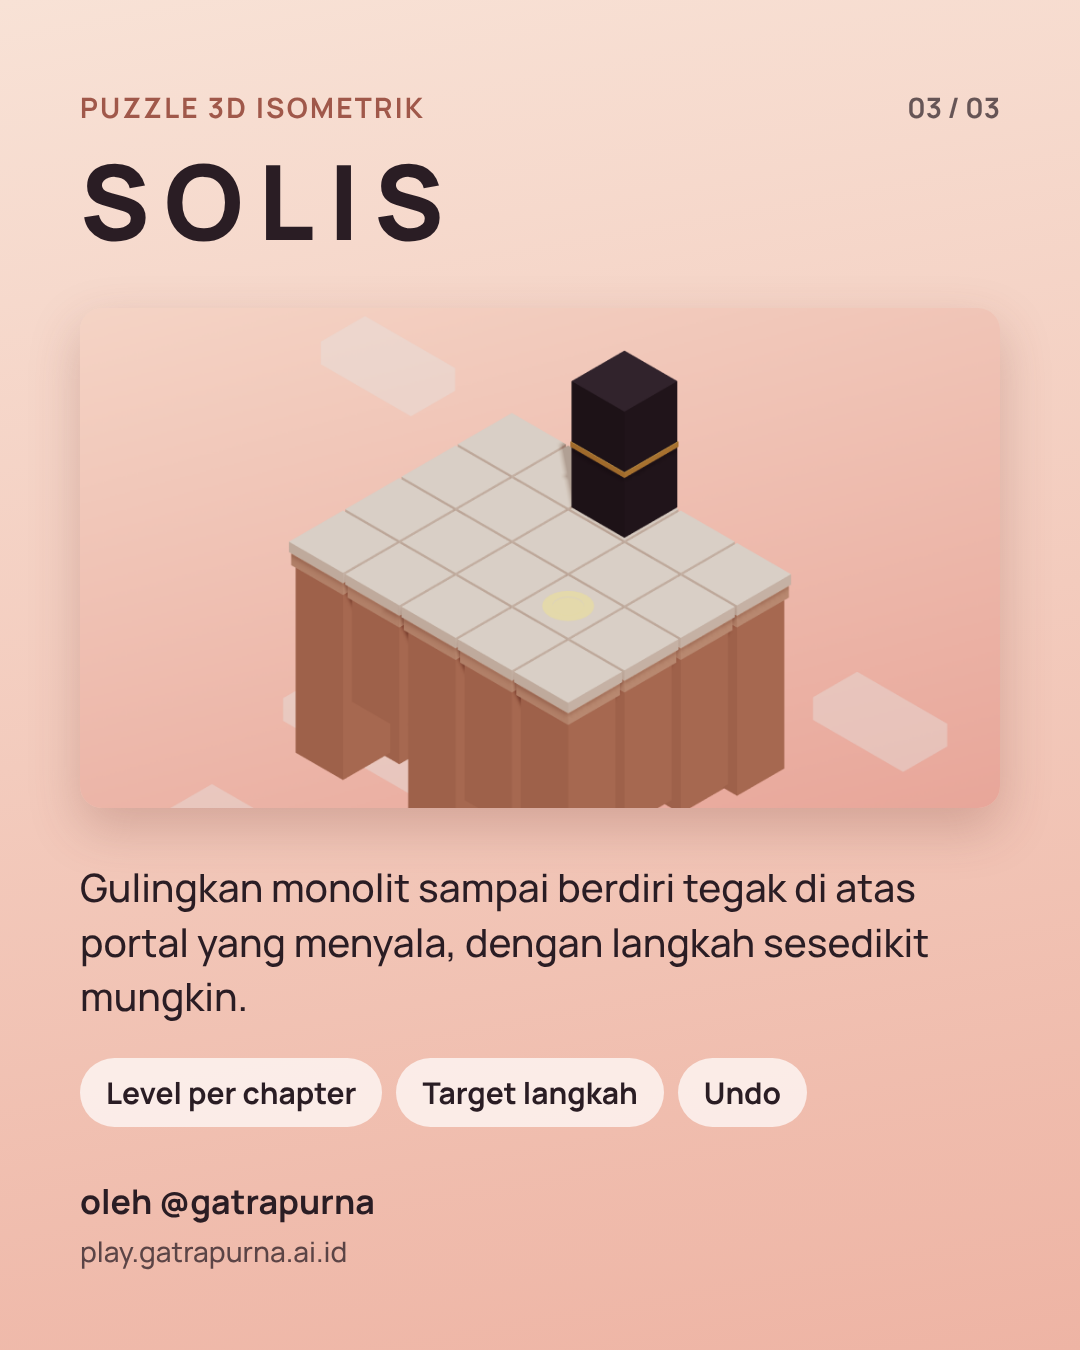 PUZZLE 3D ISOMETRIK
03 / 03
SOLIS
Gulingkan monolit sampai berdiri tegak di atas
portal yang menyala, dengan langkah sesedikit
mungkin.
Level per chapter
Target langkah
Undo
oleh @gatrapurna
play.gatrapurna.ai.id